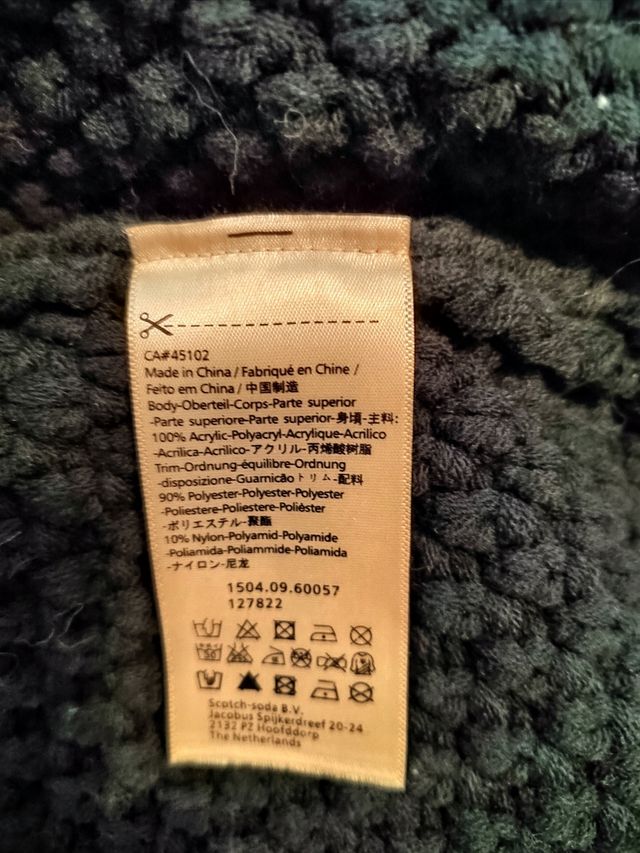 CA#45102
Made in China / Fabriqué en Chine /
Feito em China / 中国制造
Body-Oberteil-Corps-Parte superior
-Parte superiore-Parte superior-身頃-主料:
100% Acrylic-Polyacryl-Acrylique-Acrilico
-Acrilica-Acrilico-アクリル-丙烯酸树脂
Trim-Ordnung-équilibre-Ordnung
-disposizione-Guarnicão トリム-配料
90% Polyester-Polyester-Polyester
-Poliestere-Poliestere-Poliéster
-ポリエステル-聚酯
10% Nylon-Polyamid-Polyamide
-Poliamida-Poliammide-Poliamida
-ナイロン-尼龙
1504.09.60057
127822
Scotch-soda B.V.
Jacobus Spijkerdreef 20-24
2132 PZ Hoofddorp
The Netherlands